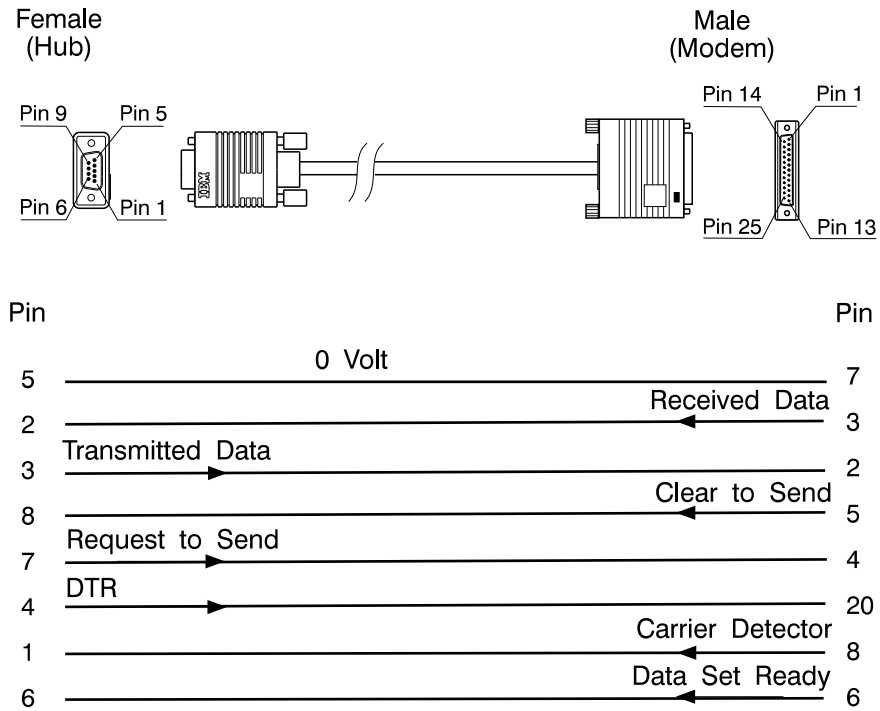 Female
(Hub)
Male
(Modem)
Pin 9
Pin 5
Pin 14
Pin 1
IBM
Pin 6
Pin 1
Pin 25
Pin 13
Pin
Pin
0 Volt
5
7
Received Data
2
3
Transmitted Data
3
2
Clear to Send
8
5
Request to Send
7
4
DTR
4
20
Carrier Detector
1
8
Data Set Ready
6
6